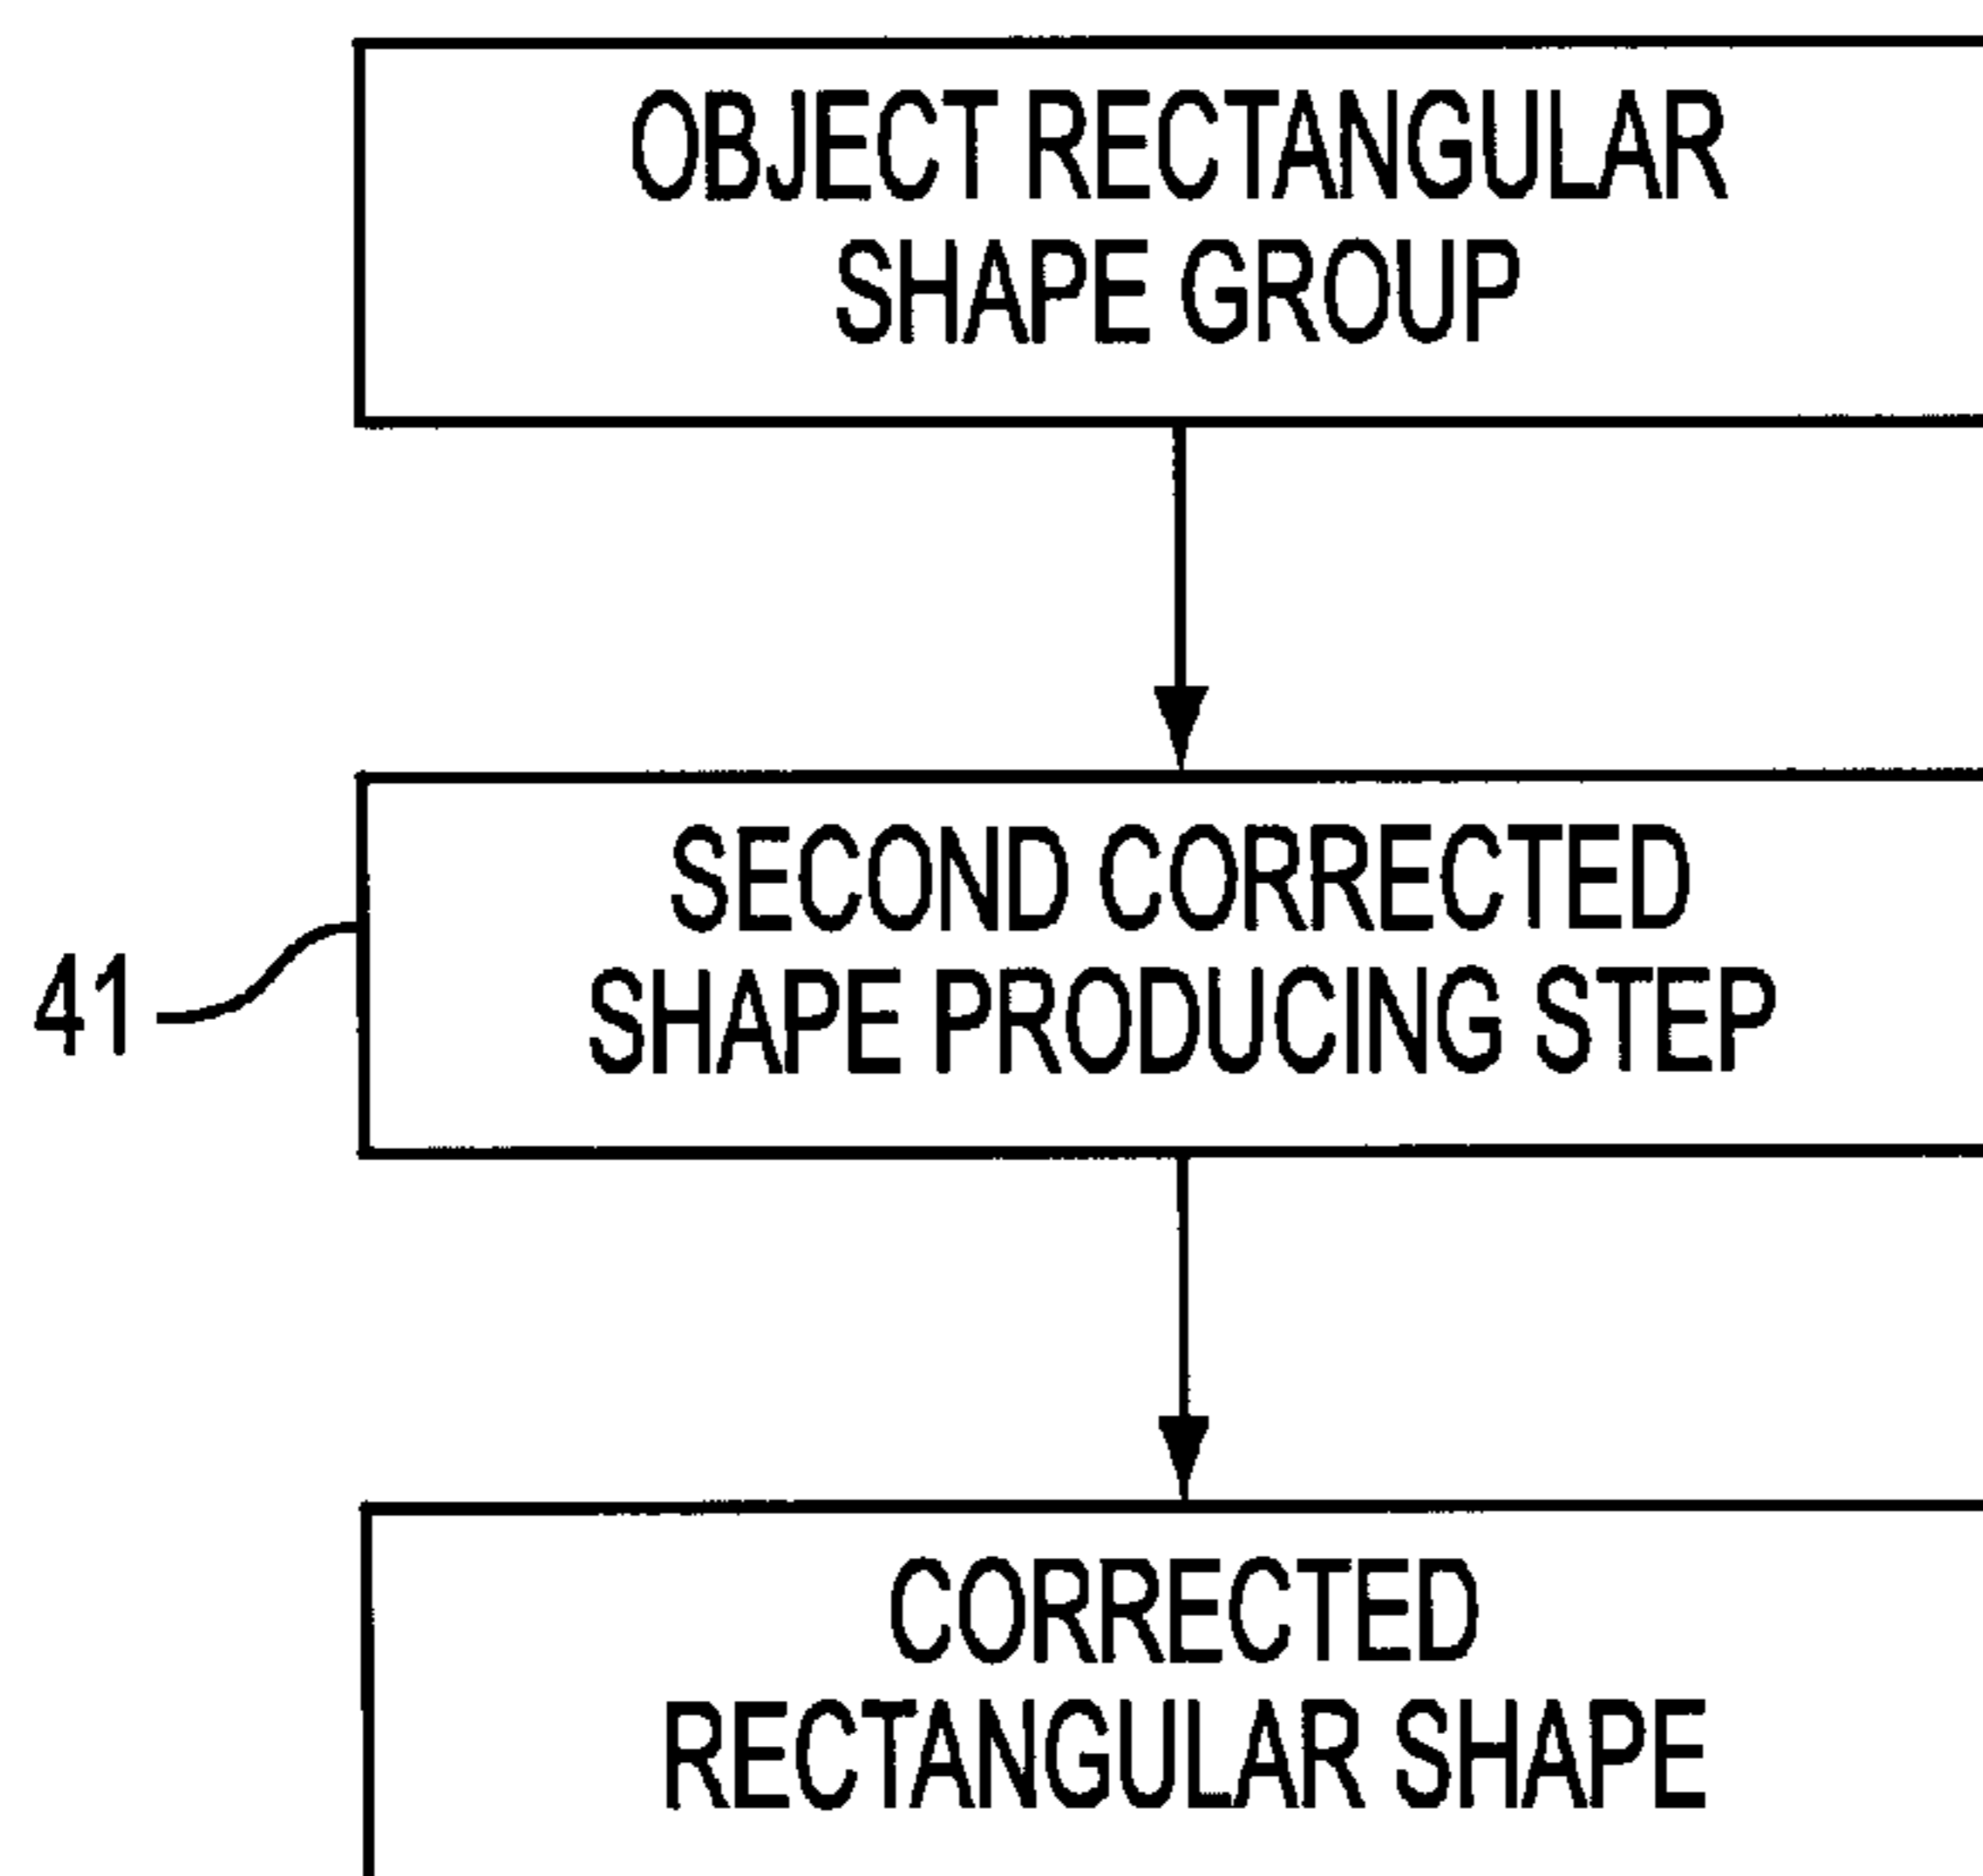 OBJECT RECTANGULAR
SHAPE GROUP
SECOND CORRECTED
SHAPE PRODUCING STEP
41
CORRECTED
RECTANGULAR SHAPE